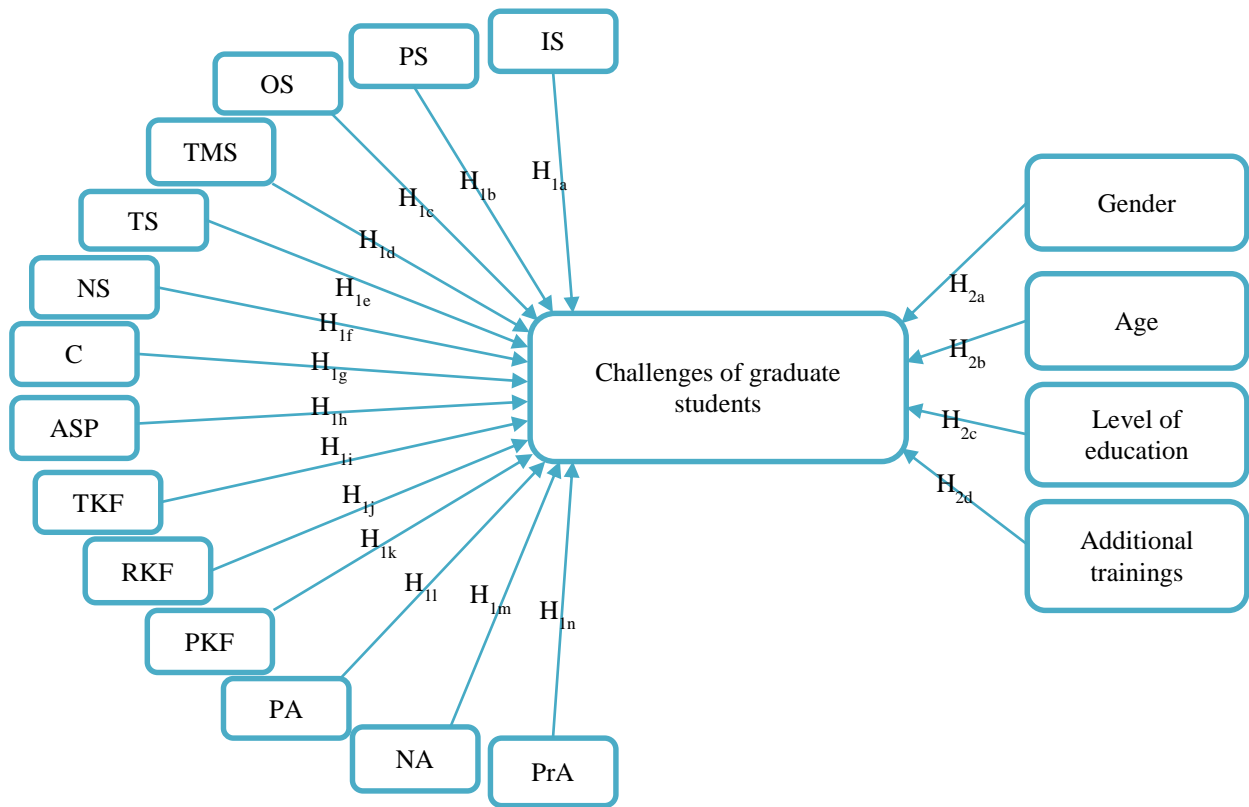 IS
PS
OS
TMS
TS
NS
C
ASP
TKF
RKF
PKF
PA
NA
PrA
H1a
H1b
H1c
H1d
H1e
H1f
H1g
H1h
H1i
H1j
H1k
H1l
H1m
H1n
Challenges of graduate
students
H2a
H2b
H2c
H2d
Gender
Age
Level of
education
Additional
trainings